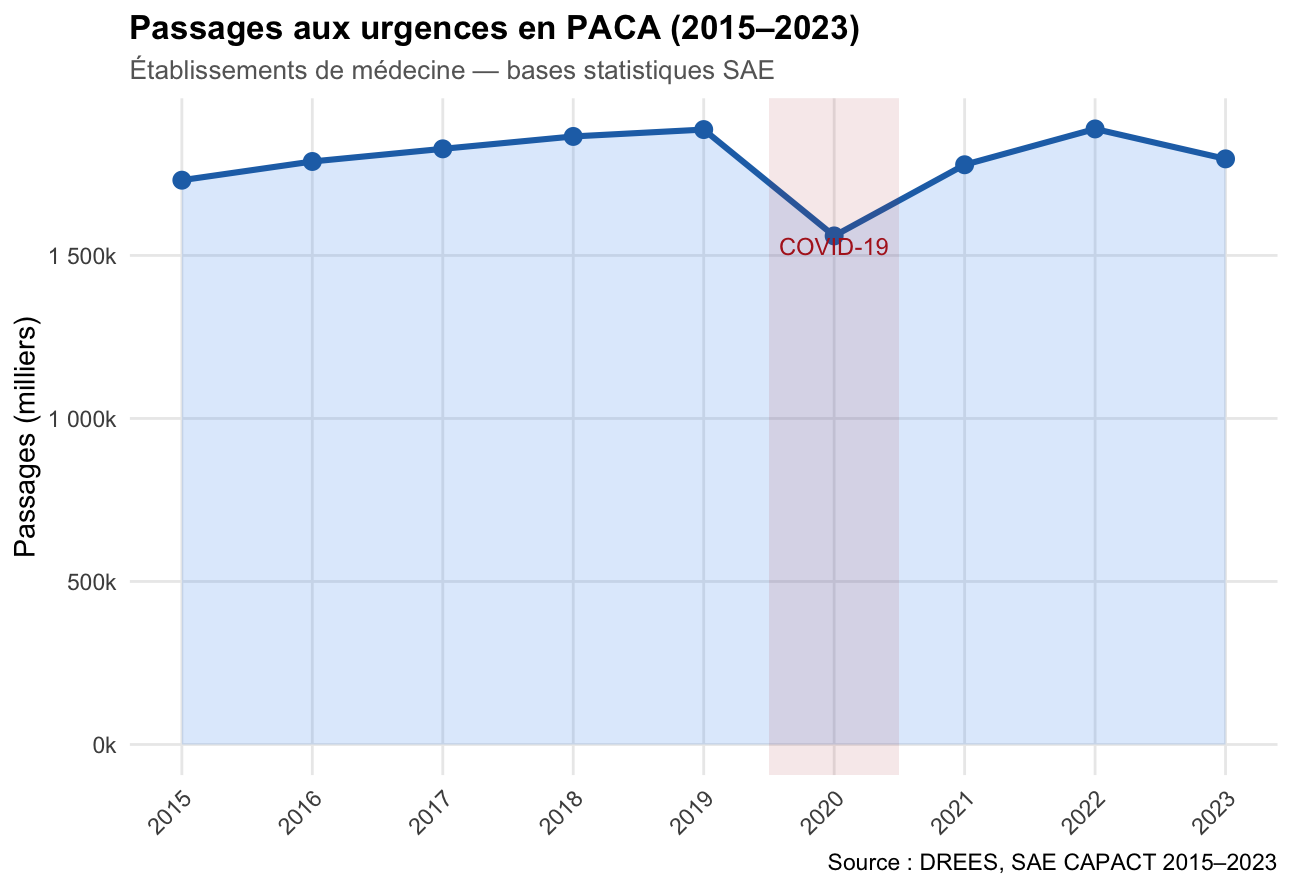 Passages aux urgences en PACA (2015–2023)
Établissements de médecine — bases statistiques SAE
Passages (milliers)
1 500k
1 000k
500k
0k
COVID-19
2015
2016
2017
2018
2019
2020
2021
2022
2023
Source : DREES, SAE CAPACT 2015–2023